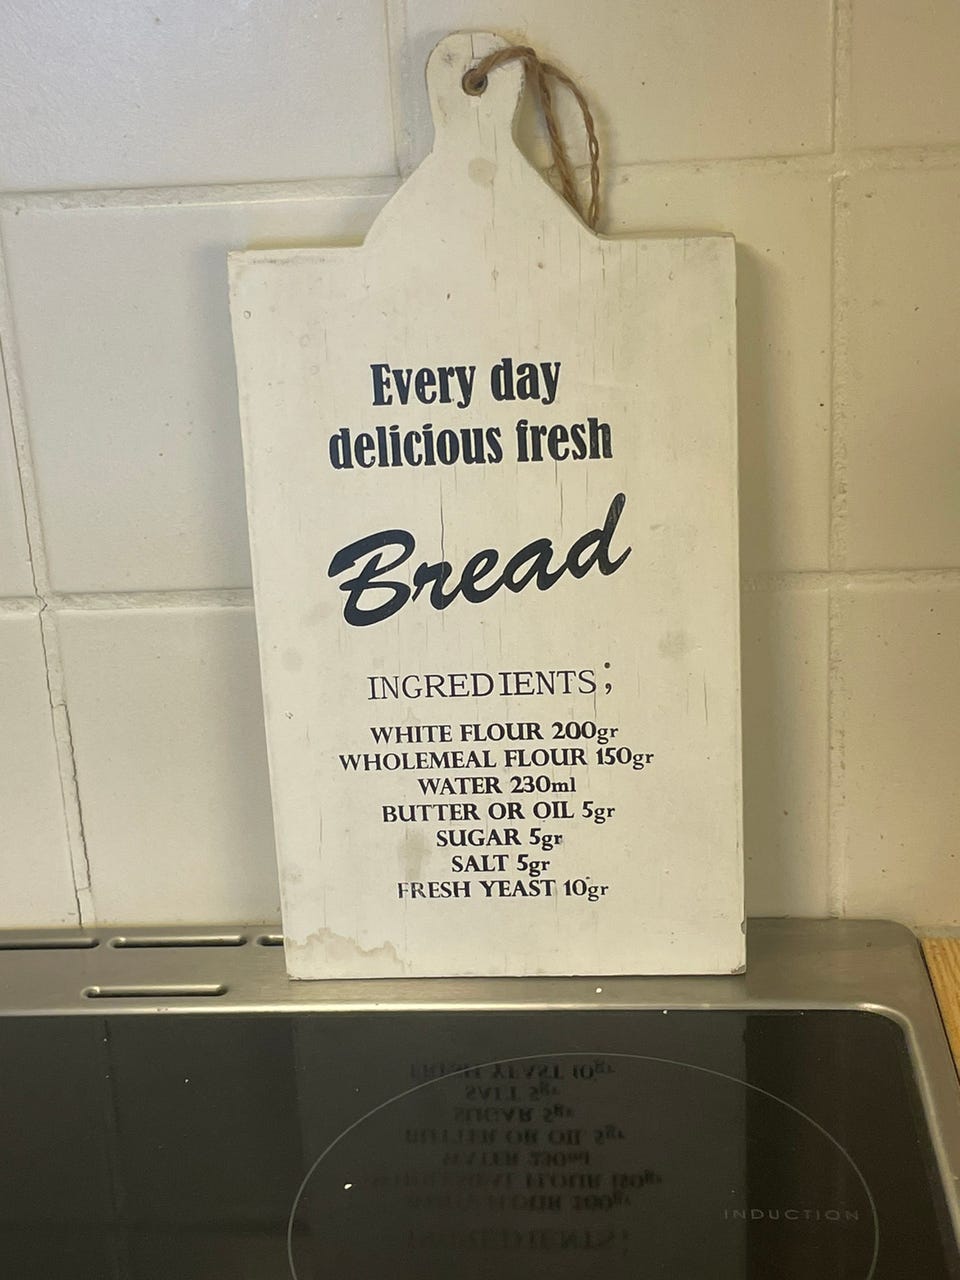 Every day
delicious fresh
Bread
INGREDIENTS;
WHITE FLOUR 200gr
WHOLEMEAL FLOUR 150gr
WATER 230ml
BUTTER OR OIL 5gr
SUGAR 5gr
SALT 5gr
FRESH YEAST 10gr
INDUCTION